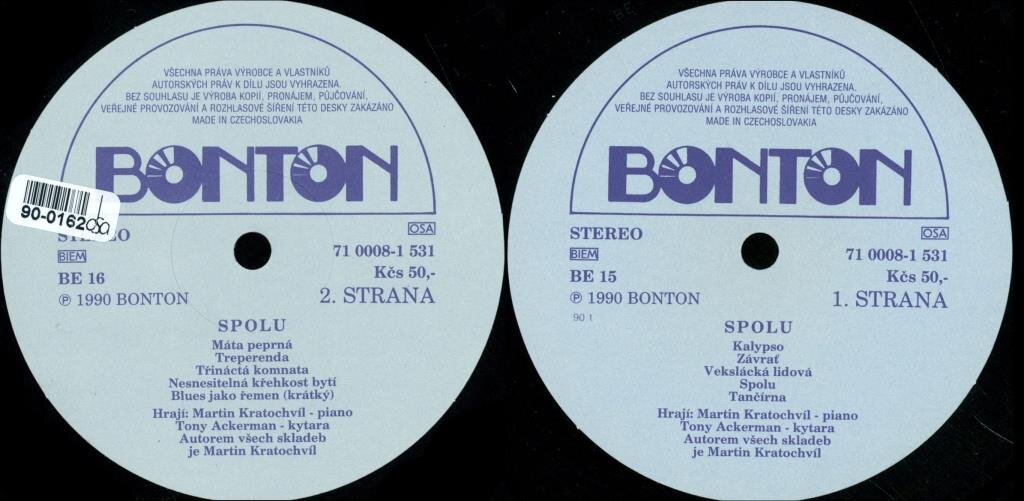 VŠECHNA PRÁVA VÝROBCE A VLASTNÍKŮ
AUTORSKÝCH PRÁV K DÍLU JSOU VYHRAZENA.
BEZ SOUHLASU JE VÝROBA KOPIÍ, PRONÁJEM, PŮJČOVÁNÍ,
VEŘEJNÉ PROVOZOVÁNÍ A ROZHLASOVÉ ŠÍŘENÍ TÉTO DESKY ZAKÁZÁNO
MADE IN CZECHOSLOVAKIA
BONTON
90-0162
OSA
STEREO
BIEM
71 0008-1 531
BE 16
Kčs 50,-
℗ 1990 BONTON
2. STRANA
SPOLU
Máta peprná
Treperenda
Třináctá komnata
Nesnesitelná křehkost bytí
Blues jako řemen (krátký)
Hrají: Martin Kratochvíl - piano
Tony Ackerman - kytara
Autorem všech skladeb
je Martin Kratochvíl
VŠECHNA PRÁVA VÝROBCE A VLASTNÍKŮ
AUTORSKÝCH PRÁV K DÍLU JSOU VYHRAZENA.
BEZ SOUHLASU JE VÝROBA KOPIÍ, PRONÁJEM, PŮJČOVÁNÍ,
VEŘEJNÉ PROVOZOVÁNÍ A ROZHLASOVÉ ŠÍŘENÍ TÉTO DESKY ZAKÁZÁNO
MADE IN CZECHOSLOVAKIA
BONTON
STEREO
OSA
BIEM
71 0008-1 531
BE 15
Kčs 50,-
℗ 1990 BONTON
1. STRANA
90 1
SPOLU
Kalypso
Závrať
Vekslácká lidová
Spolu
Tančírna
Hrají: Martin Kratochvíl - piano
Tony Ackerman - kytara
Autorem všech skladeb
je Martin Kratochvíl